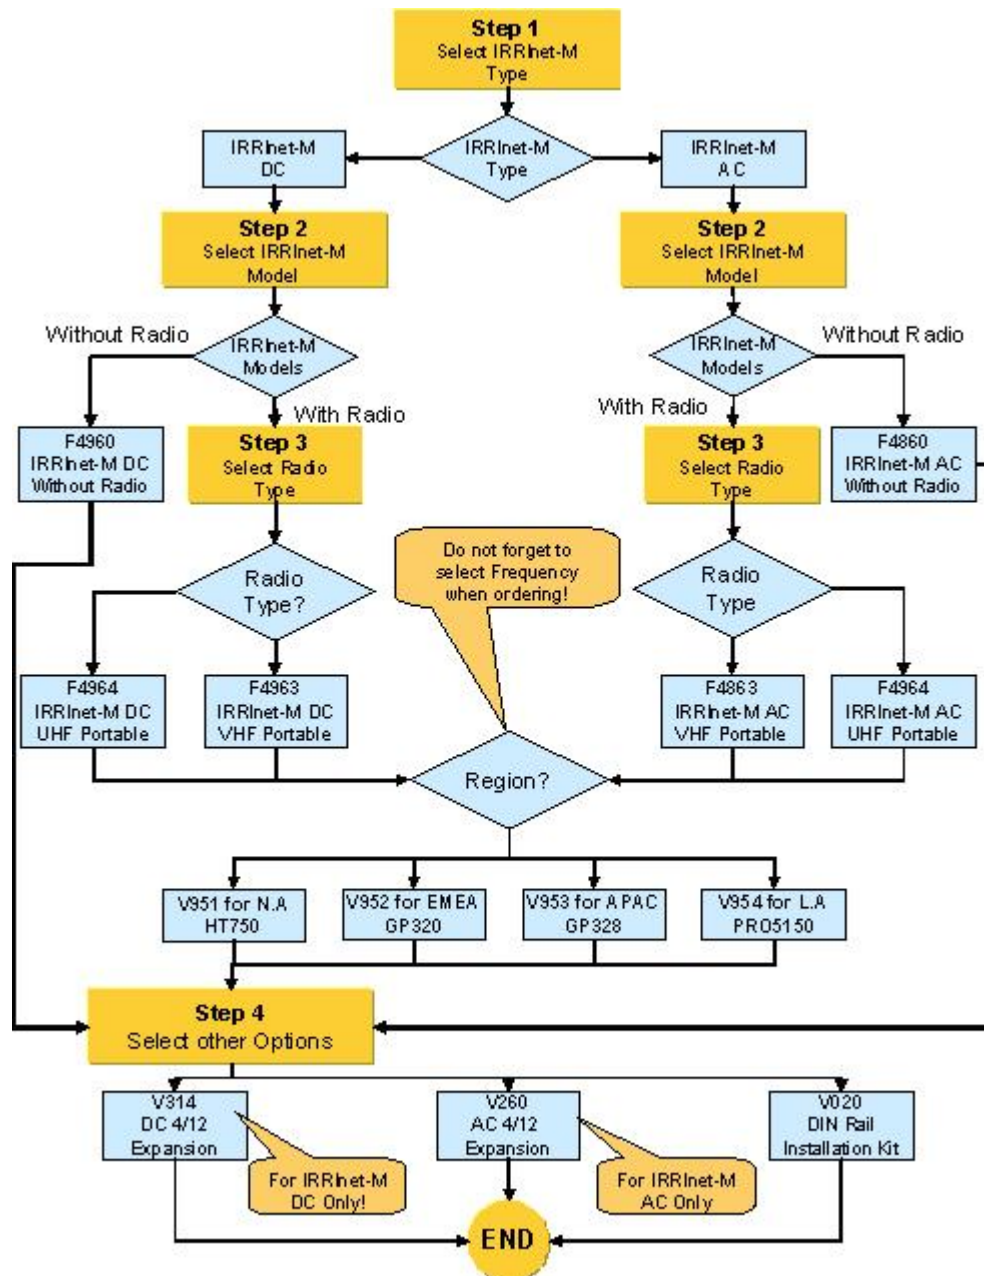 Step 1
Select IRRInet-M
Type
IRRInet-M
DC
IRRInet-M
Type
IRRInet-M
AC
Step 2
Select IRRInet-M
Model
Step 2
Select IRRInet-M
Model
Without Radio
IRRInet-M
Models
With Radio
IRRInet-M
Models
Without Radio
With Radio
F4960
IRRInet-M DC
Without Radio
Step 3
Select Radio
Type
Step 3
Select Radio
Type
F4860
IRRInet-M AC
Without Radio
Do not forget to
select Frequency
when ordering!
Radio
Type?
Radio
Type
F4964
IRRInet-M DC
UHF Portable
F4963
IRRInet-M DC
VHF Portable
F4863
IRRInet-M AC
VHF Portable
F4964
IRRInet-M AC
UHF Portable
Region?
V951 for N.A
HT750
V952 for EMEA
GP320
V953 for APAC
GP328
V954 for L.A
PRO5150
Step 4
Select other Options
V314
DC 4/12
Expansion
V260
AC 4/12
Expansion
V020
DIN Rail
Installation Kit
For IRRInet-M
DC Only!
For IRRInet-M
AC Only
END